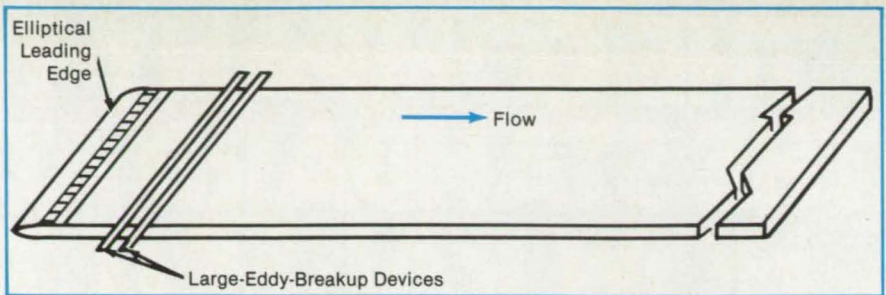 Elliptical
Leading
Edge
Flow
Large-Eddy-Breakup Devices